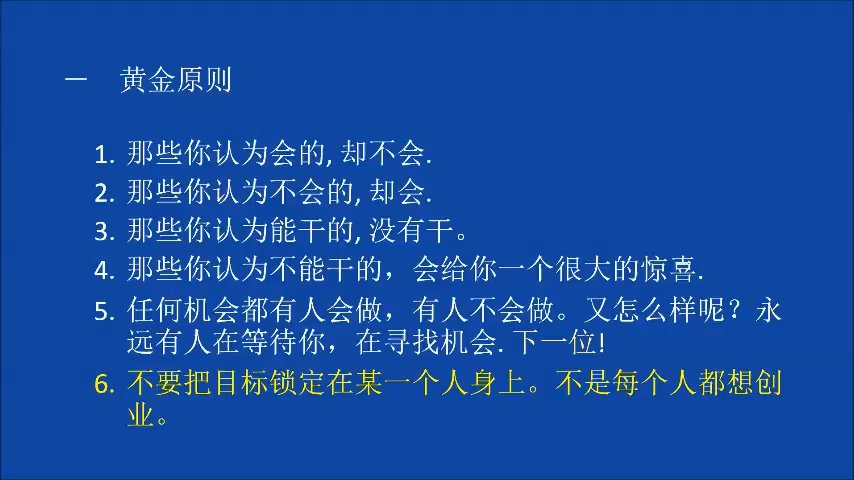 一 黄金原则
1. 那些你认为会的, 却不会.
2. 那些你认为不会的, 却会.
3. 那些你认为能干的, 没有干。
4. 那些你认为不能干的，会给你一个很大的惊喜.
5. 任何机会都有人会做，有人不会做。又怎么样呢？永
远有人在等待你，在寻找机会. 下一位!
6. 不要把目标锁定在某一个人身上。不是每个人都想创
业。